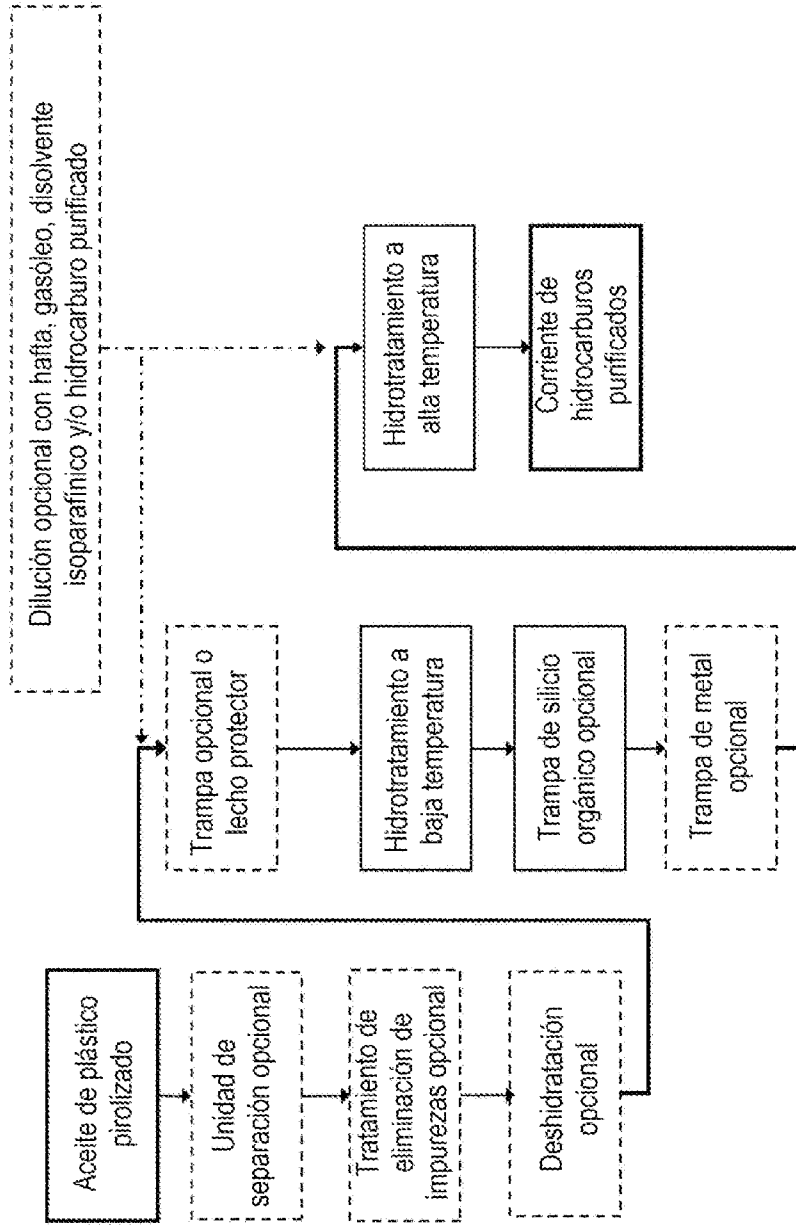 Aceite de plástico
pirolizado
Unidad de
separación opcional
Tratamiento de
eliminación de
impurezas opcional
Deshidratación
opcional
Trampa opcional o
lecho protector
Hidrotratamiento a
baja temperatura
Trampa de silicio
orgánico opcional
Trampa de metal
opcional
Dilución opcional con hafta, gasóleo, disolvente
isoparafínico y/o hidrocarburo purificado
Hidrotratamiento a
alta temperatura
Corriente de
hidrocarburos
purificados